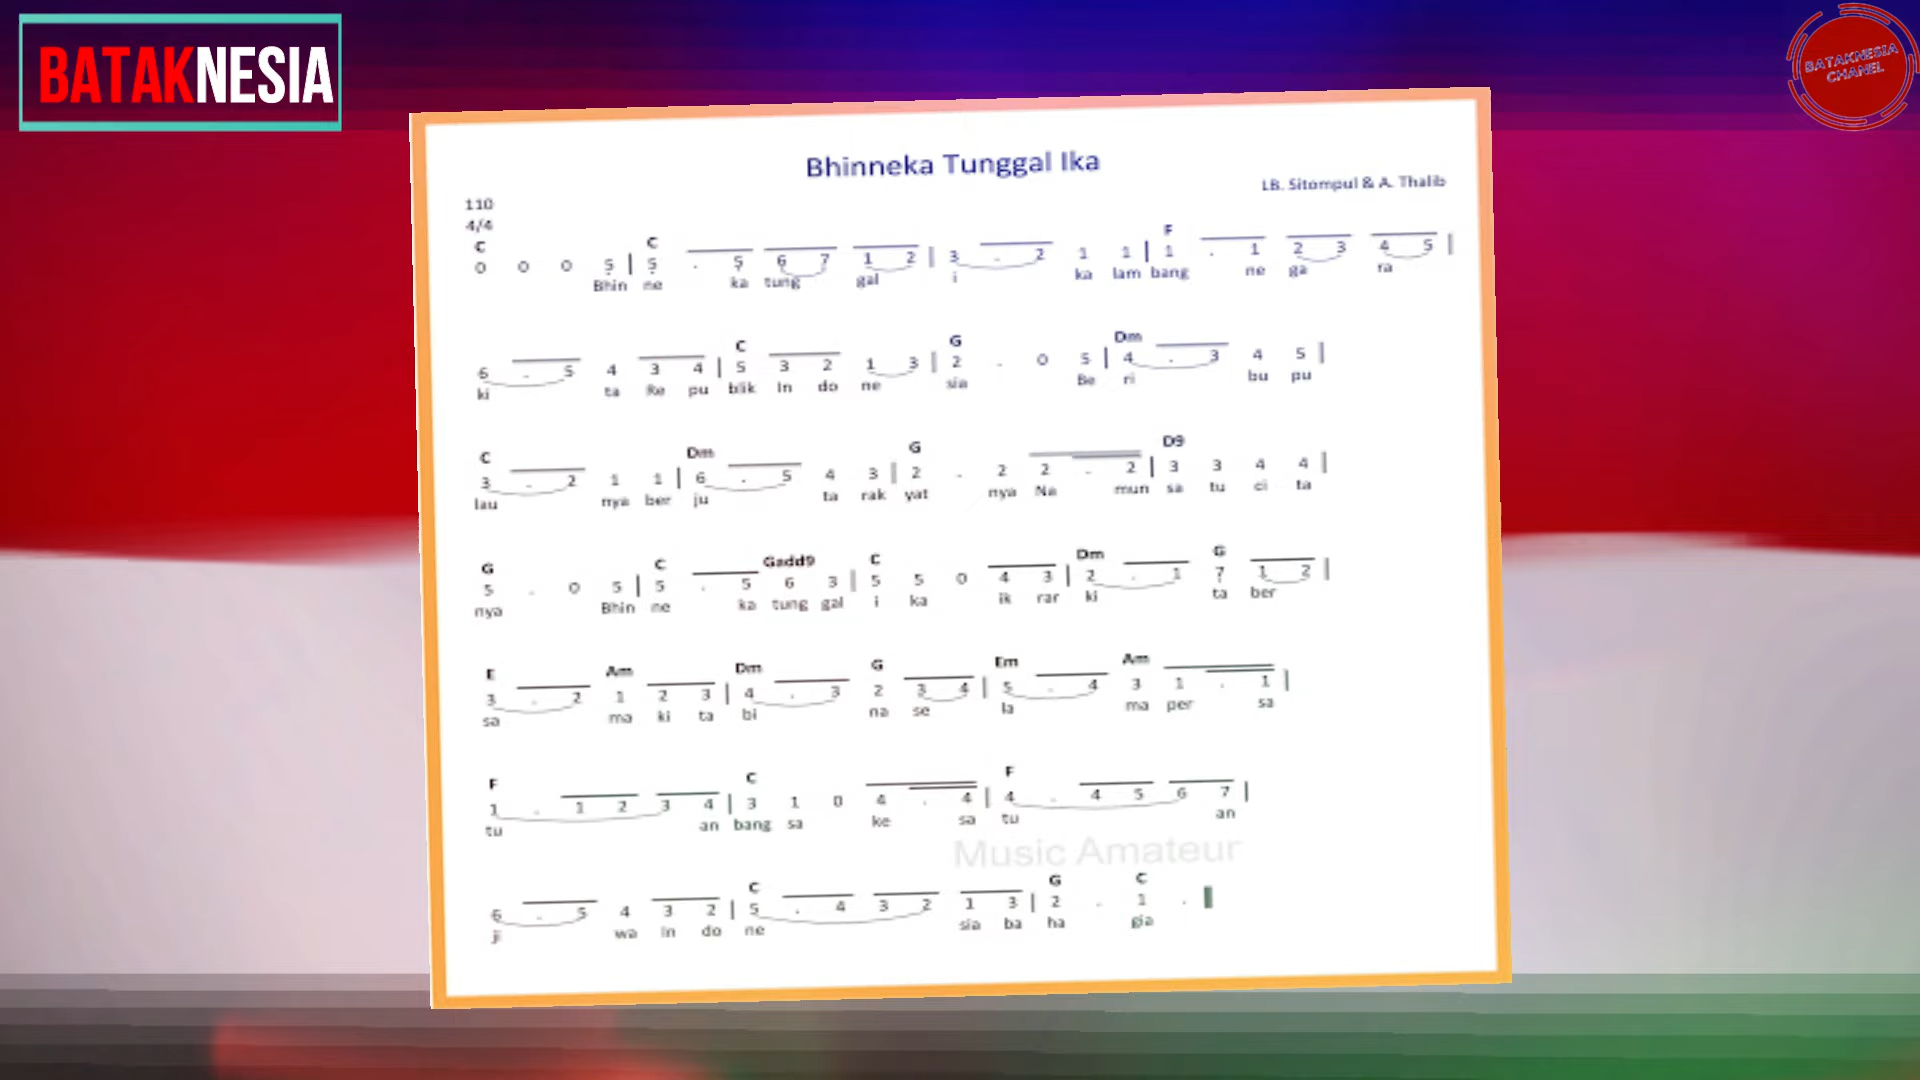 BATAKNESIA
BATAKNESIA
CHANEL
Bhinneka Tunggal Ika
LB. Sitompul & A. Thalib
110
4/4
C C F
0 0 0 5̣ | 5̣ . 5̣ 6̣ 7̣ 1 2 | 3 . 2 1 1 | 1 . 1 2 3 4 5 |
Bhin ne ka tung gal i ka lam bang ne ga ra
C G Dm
6 . 5 4 3 4 | 5 3 2 1 3 | 2 . 0 5 | 4 . 3 4 5 |
ki ta Re pu blik In do ne sia Be ri bu pu
C Dm G D9
3 . 2 1 1 | 6 . 5 4 3 | 2 . 2 2 . 2 | 3 3 4 4 |
lau nya ber ju ta rak yat nya Na mun sa tu ci ta
G C Gadd9 C Dm G
5 . 0 5 | 5 . 5 6 3 | 5 5 0 4 3 | 2 . 1 7̣ 1 2 |
nya Bhin ne ka tung gal i ka ik rar ki ta ber
E Am Dm G Em Am
3 . 2 1 2 3 | 4 . 3 2 3 4 | 5 . 4 3 1 . 1 |
sa ma ki ta bi na se la ma per sa
F C F
1 . 1 2 3 4 | 3 1 0 4 . 4 | 4 . 4 5 6 7 |
tu an bang sa ke sa tu an
Music Amateur
C G C
6 . 5 4 3 2 | 5 . 4 3 2 1 3 | 2 . 1 . |
ji wa In do ne sia ba ha gia